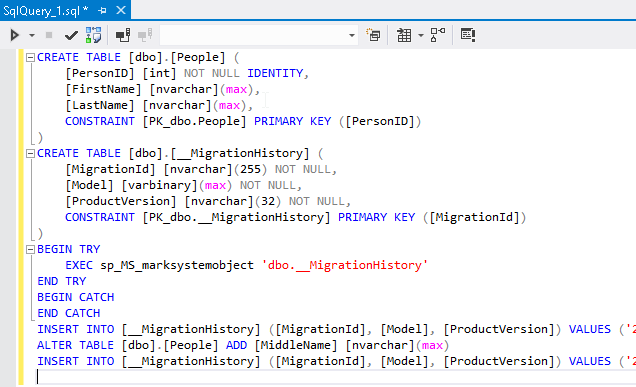 SqlQuery_1.sql *
CREATE TABLE [dbo].[People] (
[PersonID] [int] NOT NULL IDENTITY,
[FirstName] [nvarchar](max),
[LastName] [nvarchar](max),
CONSTRAINT [PK_dbo.People] PRIMARY KEY ([PersonID])
)
CREATE TABLE [dbo].[__MigrationHistory] (
[MigrationId] [nvarchar](255) NOT NULL,
[Model] [varbinary](max) NOT NULL,
[ProductVersion] [nvarchar](32) NOT NULL,
CONSTRAINT [PK_dbo.__MigrationHistory] PRIMARY KEY ([MigrationId])
)
BEGIN TRY
EXEC sp_MS_marksystemobject 'dbo.__MigrationHistory'
END TRY
BEGIN CATCH
END CATCH
INSERT INTO [__MigrationHistory] ([MigrationId], [Model], [ProductVersion]) VALUES ('2
ALTER TABLE [dbo].[People] ADD [MiddleName] [nvarchar](max)
INSERT INTO [__MigrationHistory] ([MigrationId], [Model], [ProductVersion]) VALUES ('2